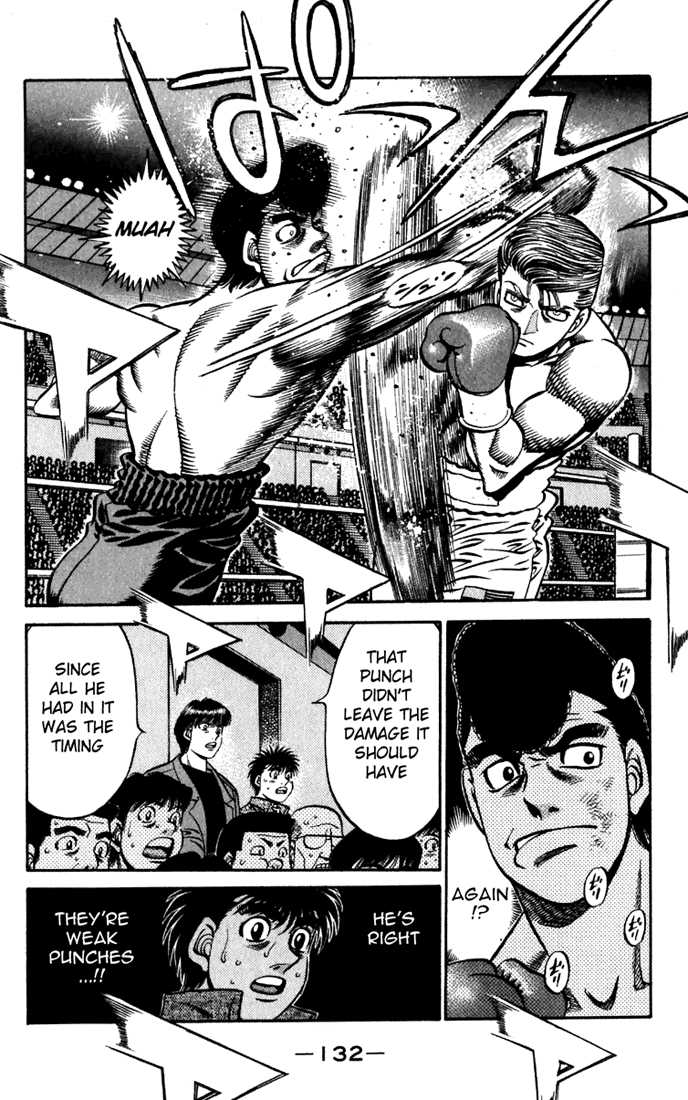 MUAH
AGAIN
!?
THAT
PUNCH
DIDN'T
LEAVE THE
DAMAGE IT
SHOULD
HAVE
SINCE
ALL HE
HAD IN IT
WAS THE
TIMING
HE'S
RIGHT
THEY'RE
WEAK
PUNCHES
...!!
—132—